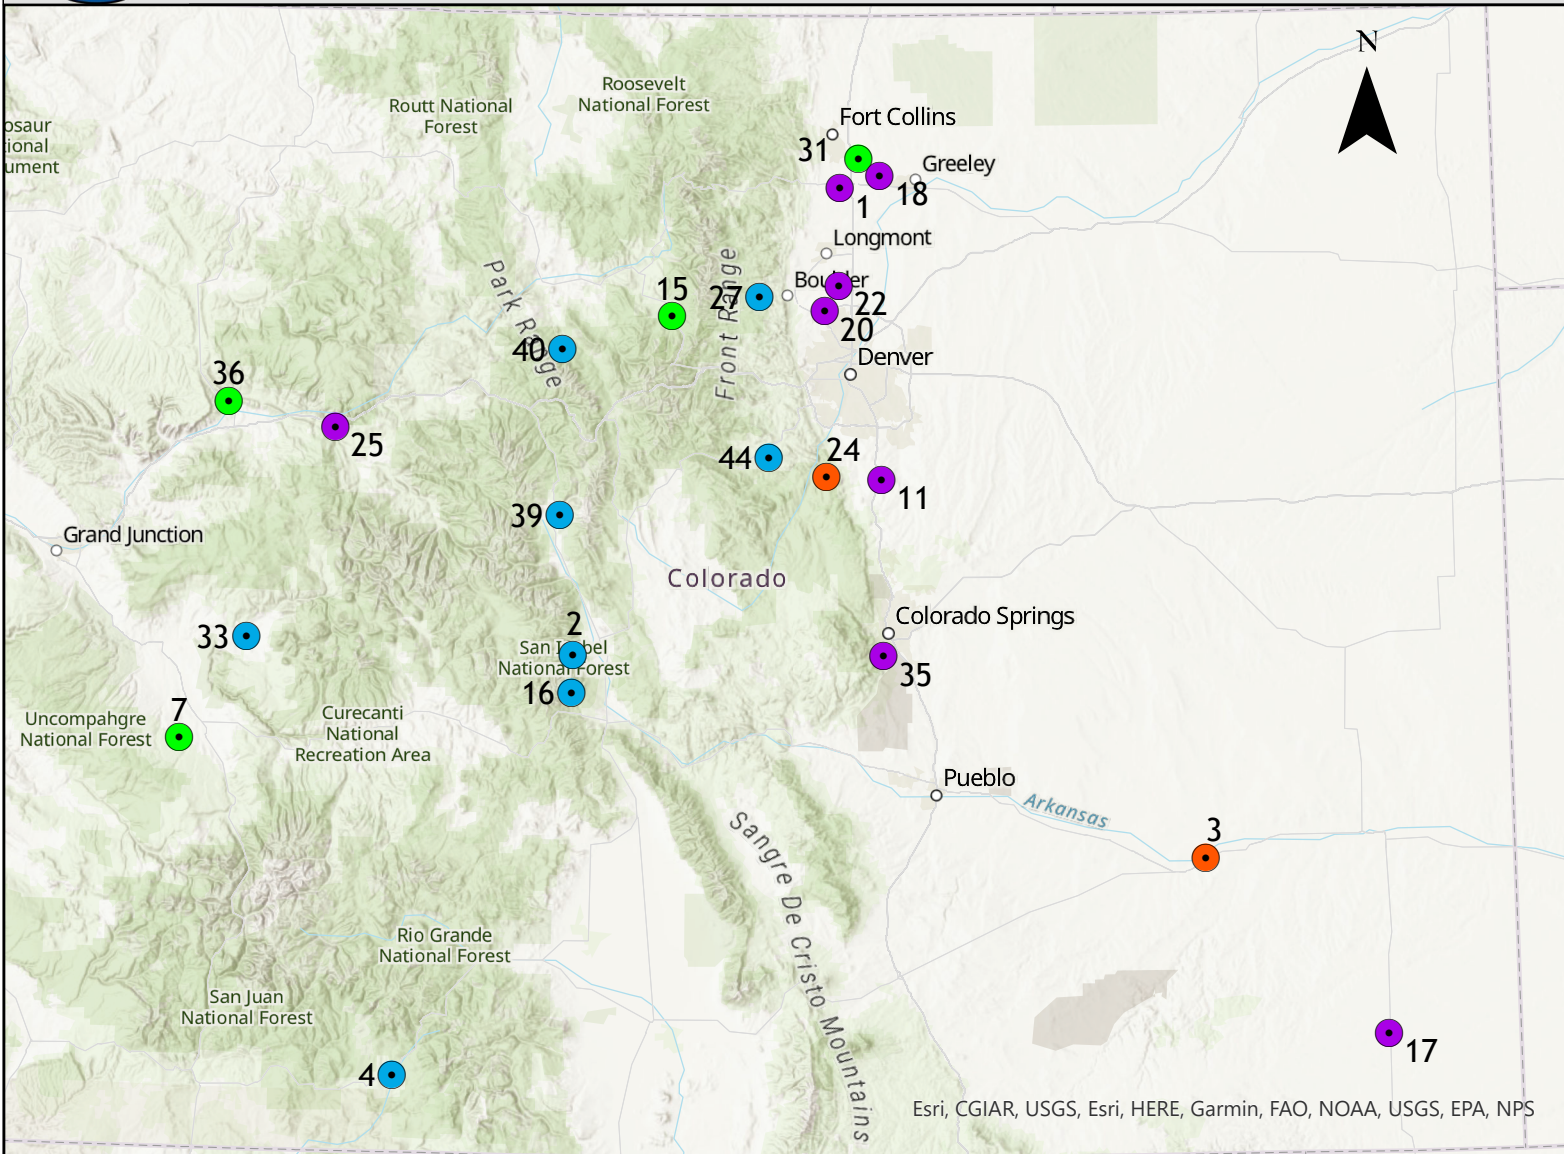 N
Roosevelt
National Forest
Routt National
Forest
Fort Collins
osaur
ional
ument
31
Greeley
18
1
Longmont
Park Range
Front Range
Boulder
15
27
22
20
40
Denver
36
25
44
24
11
39
Grand Junction
Colorado
Colorado Springs
33
2
San Isabel
National Forest
35
16
7
Uncompahgre
National Forest
Curecanti
National
Recreation Area
Pueblo
Arkansas
3
Sangre De Cristo Mountains
Rio Grande
National Forest
San Juan
National Forest
17
4
Esri, CGIAR, USGS, Esri, HERE, Garmin, FAO, NOAA, USGS, EPA, NPS